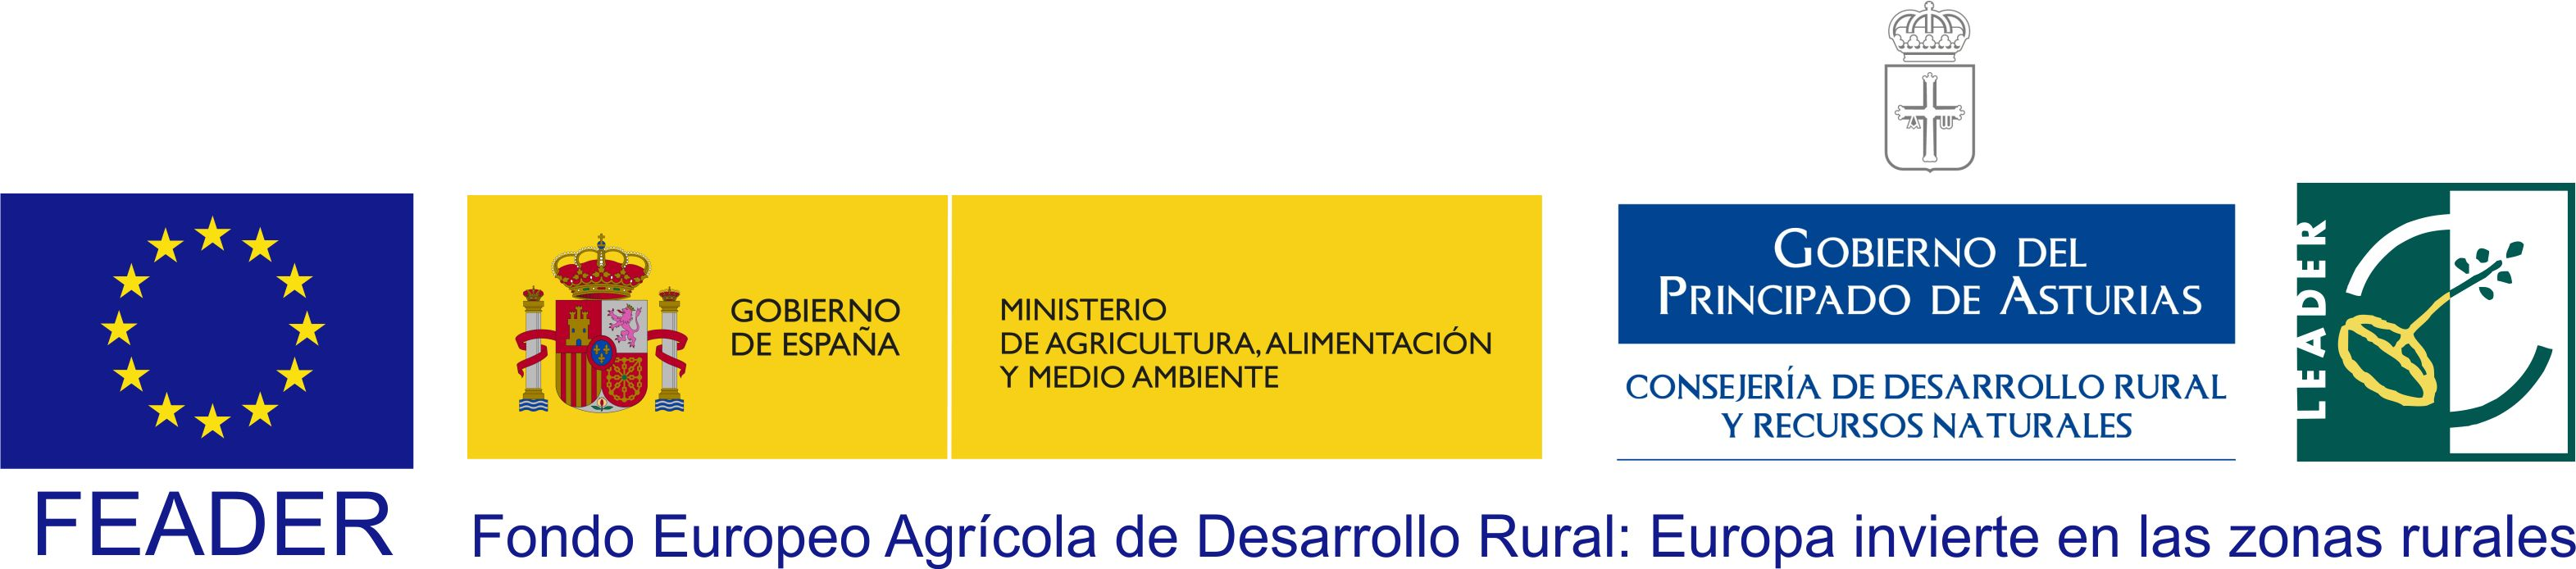 FEADER
GOBIERNO
DE ESPAÑA
MINISTERIO
DE AGRICULTURA, ALIMENTACIÓN
Y MEDIO AMBIENTE
GOBIERNO DEL
PRINCIPADO DE ASTURIAS
CONSEJERÍA DE DESARROLLO RURAL
Y RECURSOS NATURALES
LEADER
Fondo Europeo Agrícola de Desarrollo Rural: Europa invierte en las zonas rurales